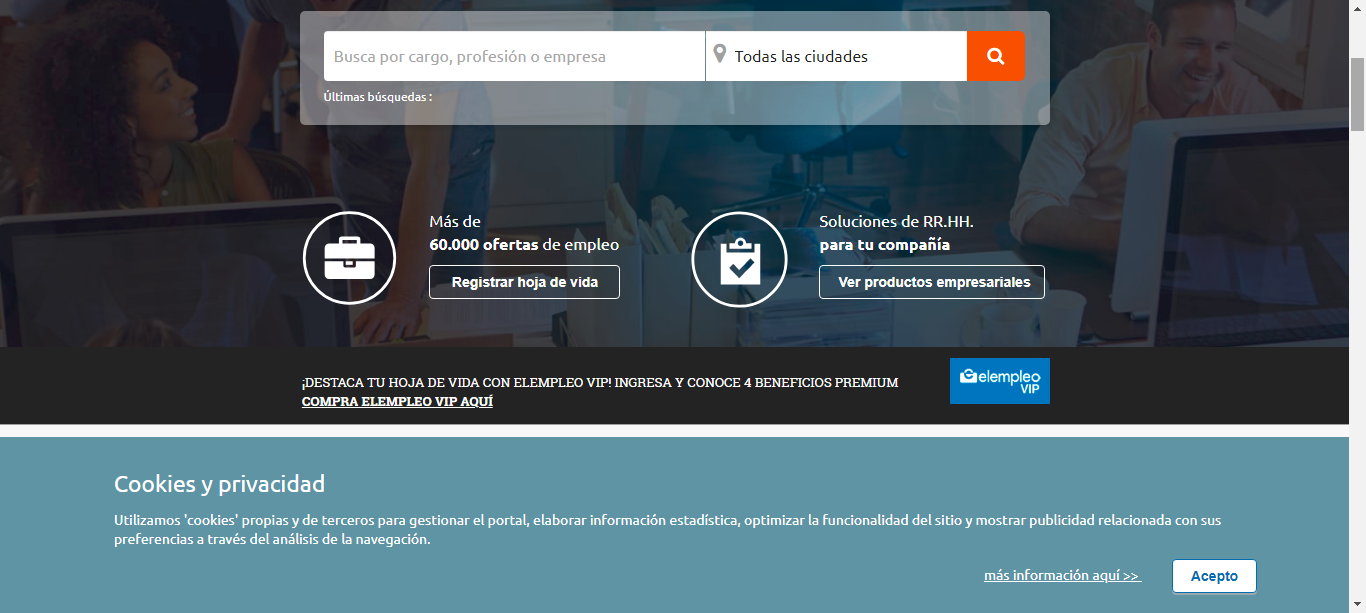 Busca por cargo, profesión o empresa
Todas las ciudades
Últimas búsquedas :
Más de
60.000 ofertas de empleo
Registrar hoja de vida
Soluciones de RR.HH.
para tu compañía
Ver productos empresariales
¡DESTACA TU HOJA DE VIDA CON ELEMPLEO VIP! INGRESA Y CONOCE 4 BENEFICIOS PREMIUM
COMPRA ELEMPLEO VIP AQUÍ
elempleo
VIP
Cookies y privacidad
Utilizamos 'cookies' propias y de terceros para gestionar el portal, elaborar información estadística, optimizar la funcionalidad del sitio y mostrar publicidad relacionada con sus
preferencias a través del análisis de la navegación.
más información aquí >>
Acepto